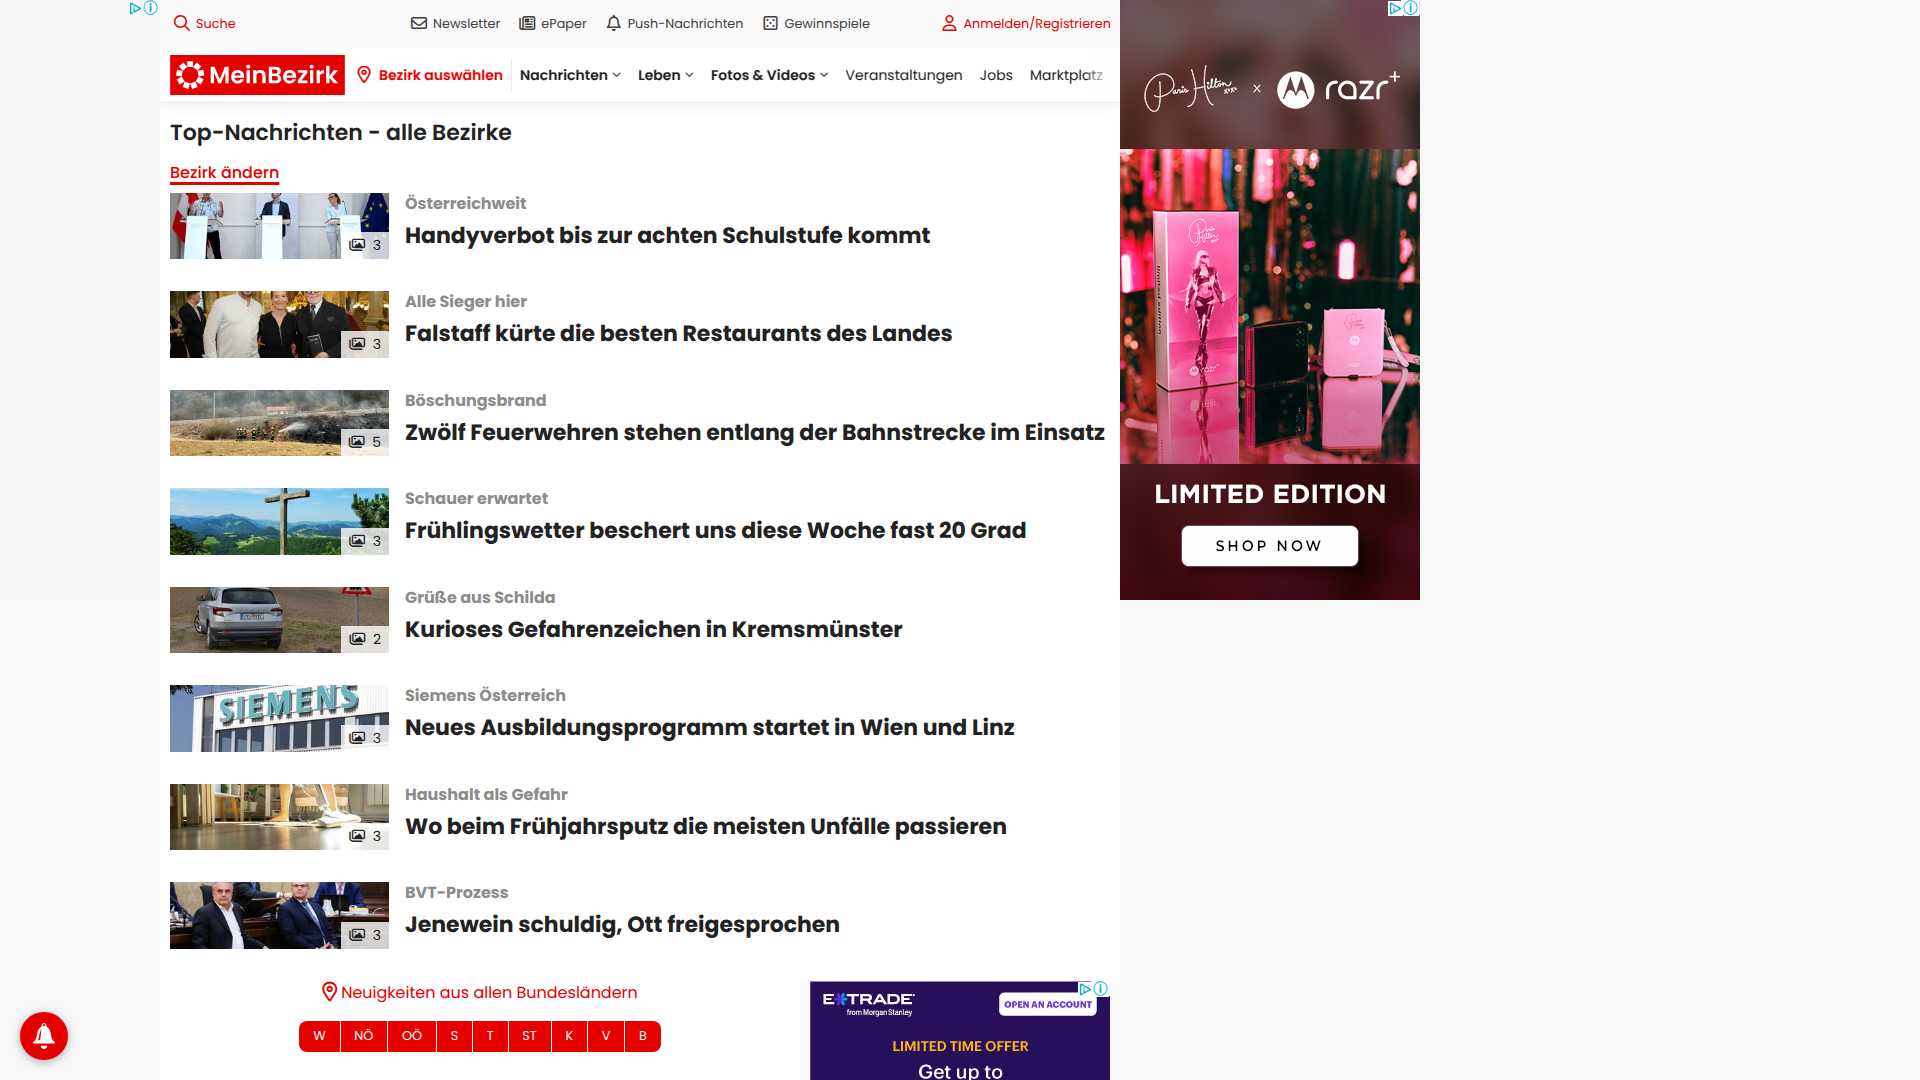 Suche
Newsletter
ePaper
Push-Nachrichten
Gewinnspiele
Anmelden/Registrieren
MeinBezirk
Bezirk auswählen
Nachrichten
Leben
Fotos & Videos
Veranstaltungen
Jobs
Marktplatz
Top-Nachrichten - alle Bezirke
Bezirk ändern
3
Österreichweit
Handyverbot bis zur achten Schulstufe kommt
3
Alle Sieger hier
Falstaff kürte die besten Restaurants des Landes
5
Böschungsbrand
Zwölf Feuerwehren stehen entlang der Bahnstrecke im Einsatz
3
Schauer erwartet
Frühlingswetter beschert uns diese Woche fast 20 Grad
2
Grüße aus Schilda
Kurioses Gefahrenzeichen in Kremsmünster
SIEMENS
3
Siemens Österreich
Neues Ausbildungsprogramm startet in Wien und Linz
3
Haushalt als Gefahr
Wo beim Frühjahrsputz die meisten Unfälle passieren
3
BVT-Prozess
Jenewein schuldig, Ott freigesprochen
Neuigkeiten aus allen Bundesländern
W NÖ OÖ S T ST K V B
E*TRADE
from Morgan Stanley
OPEN AN ACCOUNT
LIMITED TIME OFFER
Get up to
Paris Hilton x razr+
limited edition
razr+
LIMITED EDITION
SHOP NOW